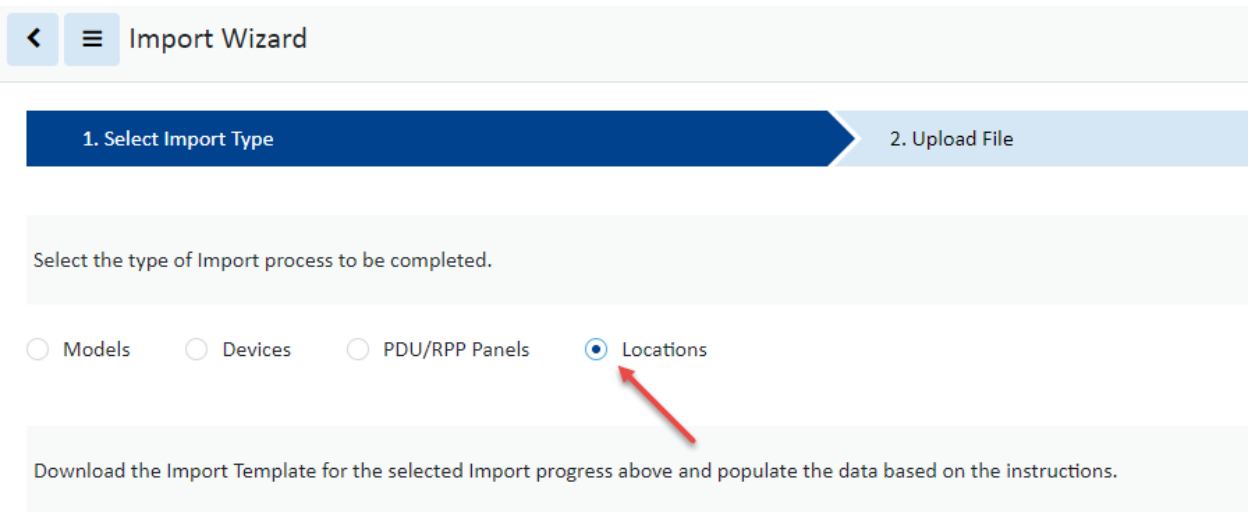 Import Wizard
1. Select Import Type
2. Upload File
Select the type of Import process to be completed.
Models
Devices
PDU/RPP Panels
Locations
Download the Import Template for the selected Import progress above and populate the data based on the instructions.